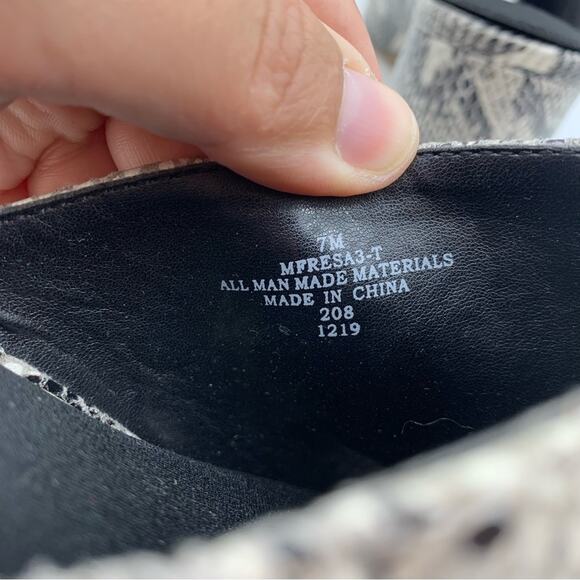 7M
MFRESA3-T
ALL MAN MADE MATERIALS
MADE IN CHINA
208
1219